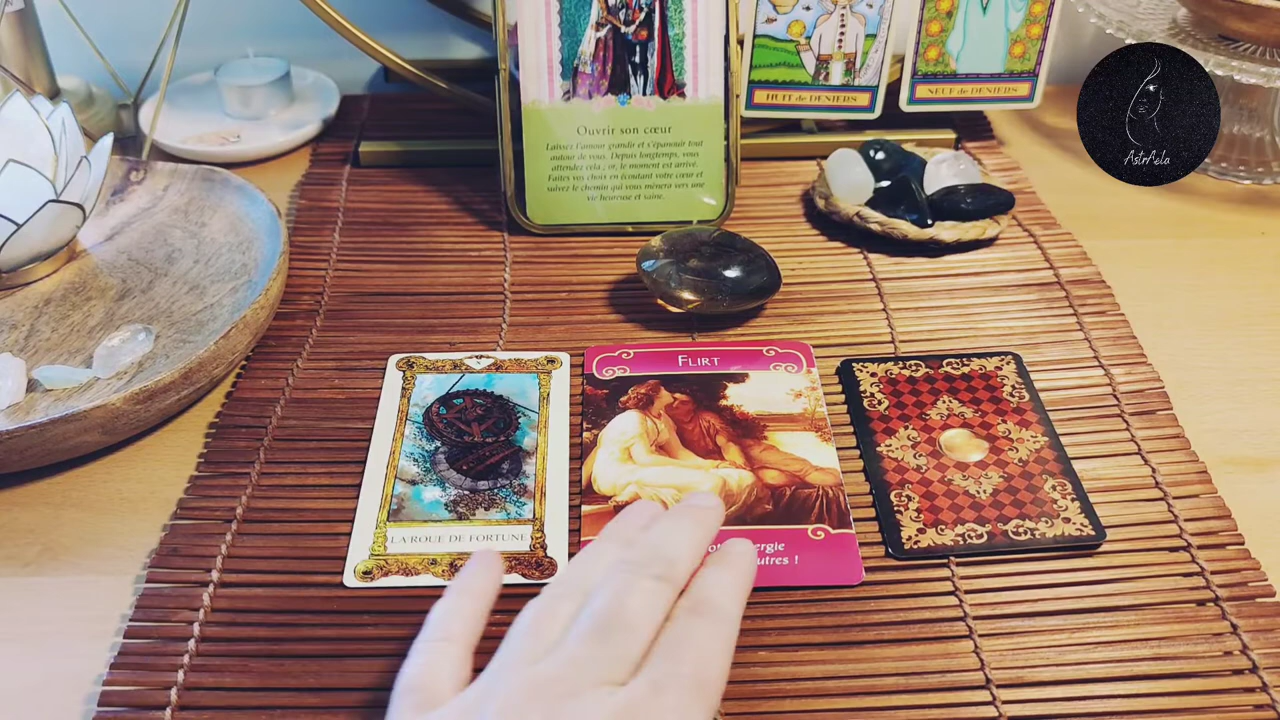 HUIT de DENIERS
NEUF de DENIERS
AstrAela
Ouvrir son cœur
Laissez l'amour grandir et s'épanouir tout
autour de vous. Depuis longtemps, vous
attendez cela ; or, le moment est arrivé.
Faites vos choix en écoutant votre cœur et
suivez le chemin qui vous mènera vers une
vie heureuse et saine.
FLIRT
LA ROUE DE FORTUNE